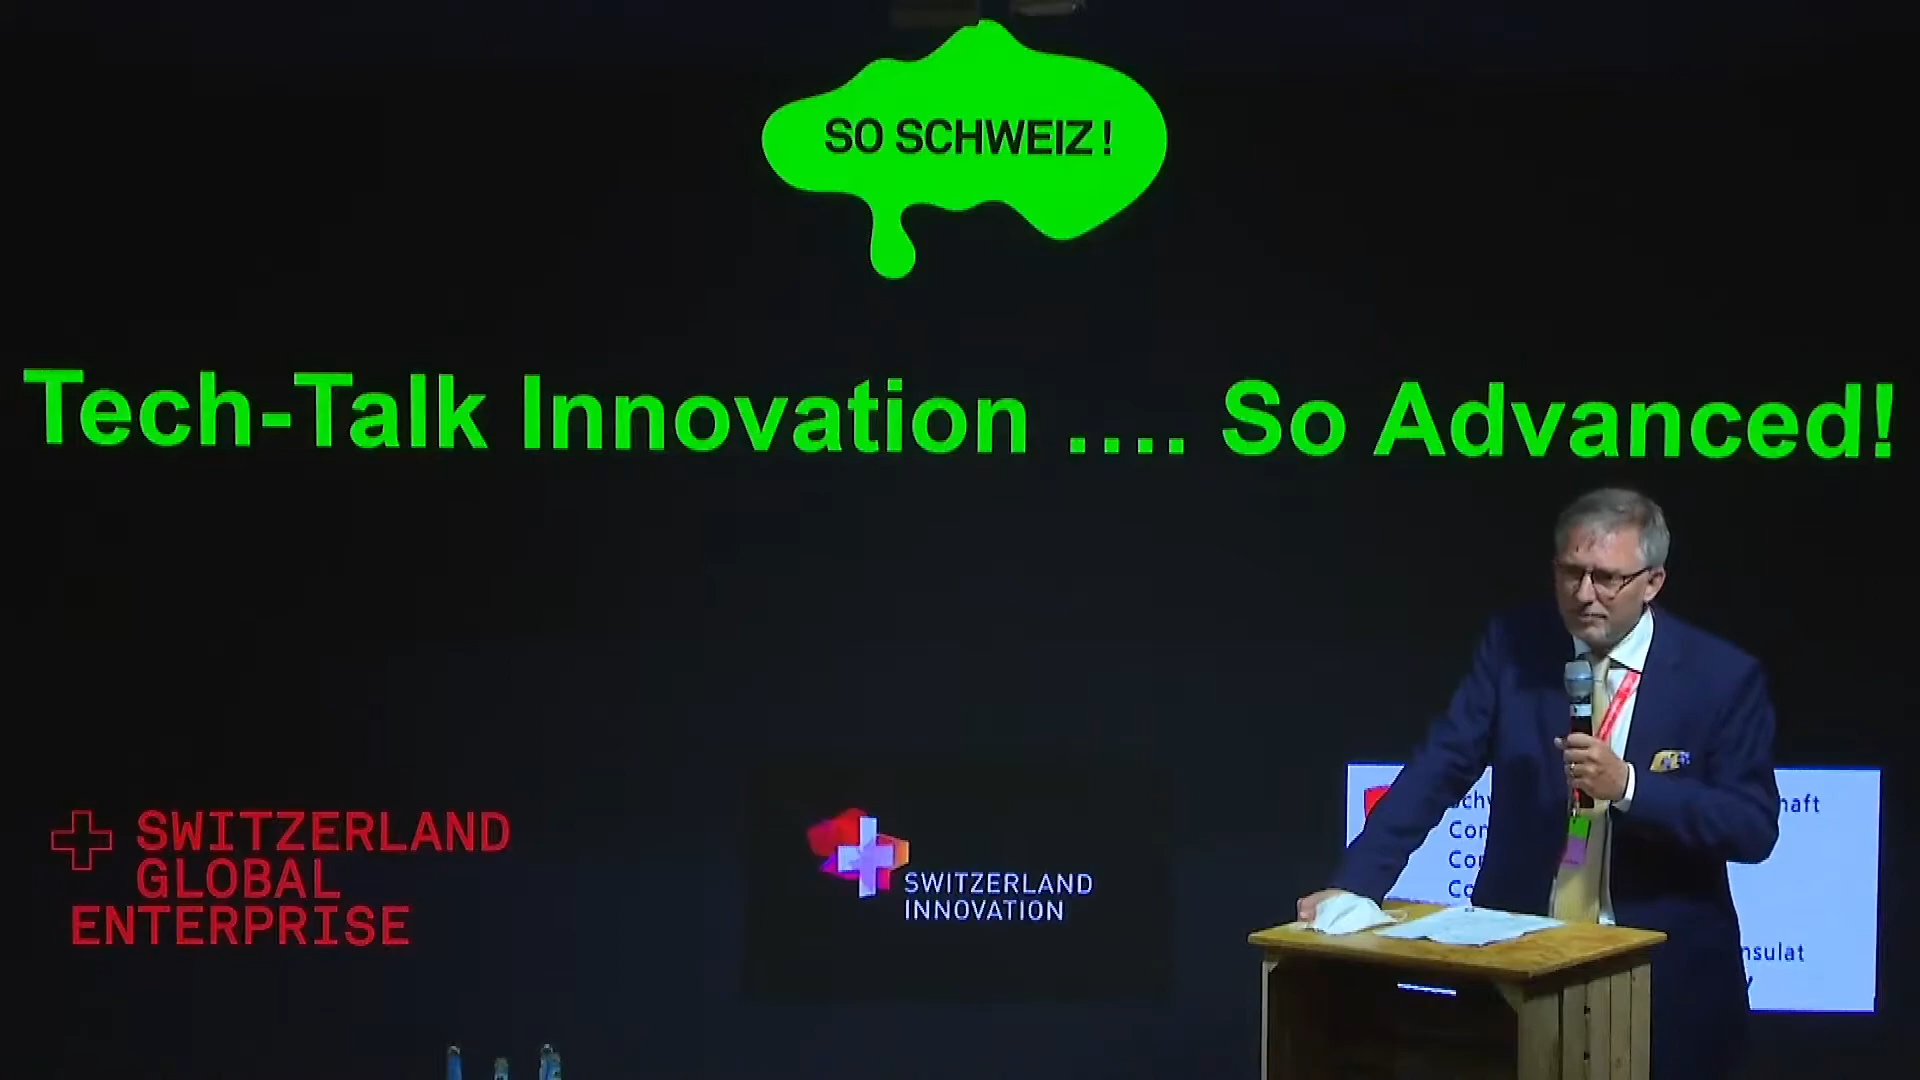 SO SCHWEIZ!
Tech-Talk Innovation .... So Advanced!
SWITZERLAND
GLOBAL
ENTERPRISE
SWITZERLAND
INNOVATION